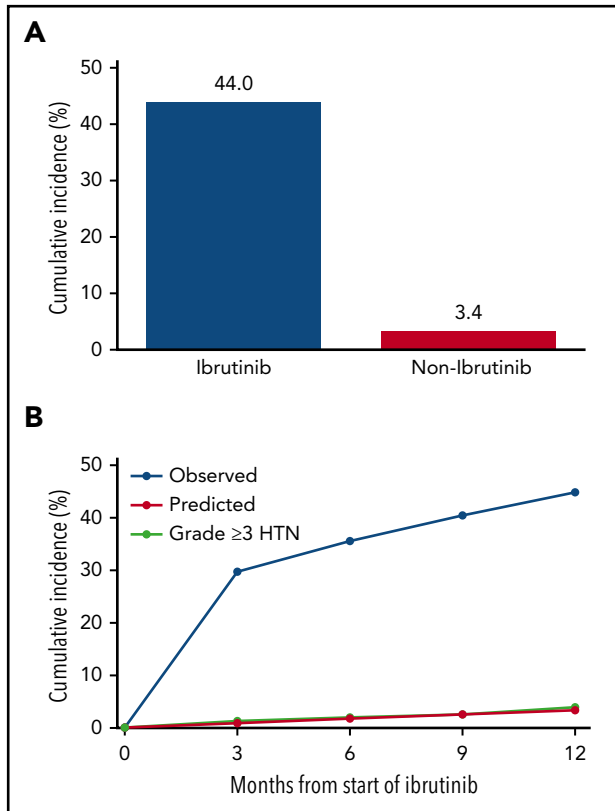 A
Cumulative incidence (%)
50
40
30
20
10
0
44.0
3.4
Ibrutinib
Non-Ibrutinib
B
Cumulative incidence (%)
50
40
30
20
10
0
Observed
Predicted
Grade ≥3 HTN
0
3
6
9
12
Months from start of ibrutinib